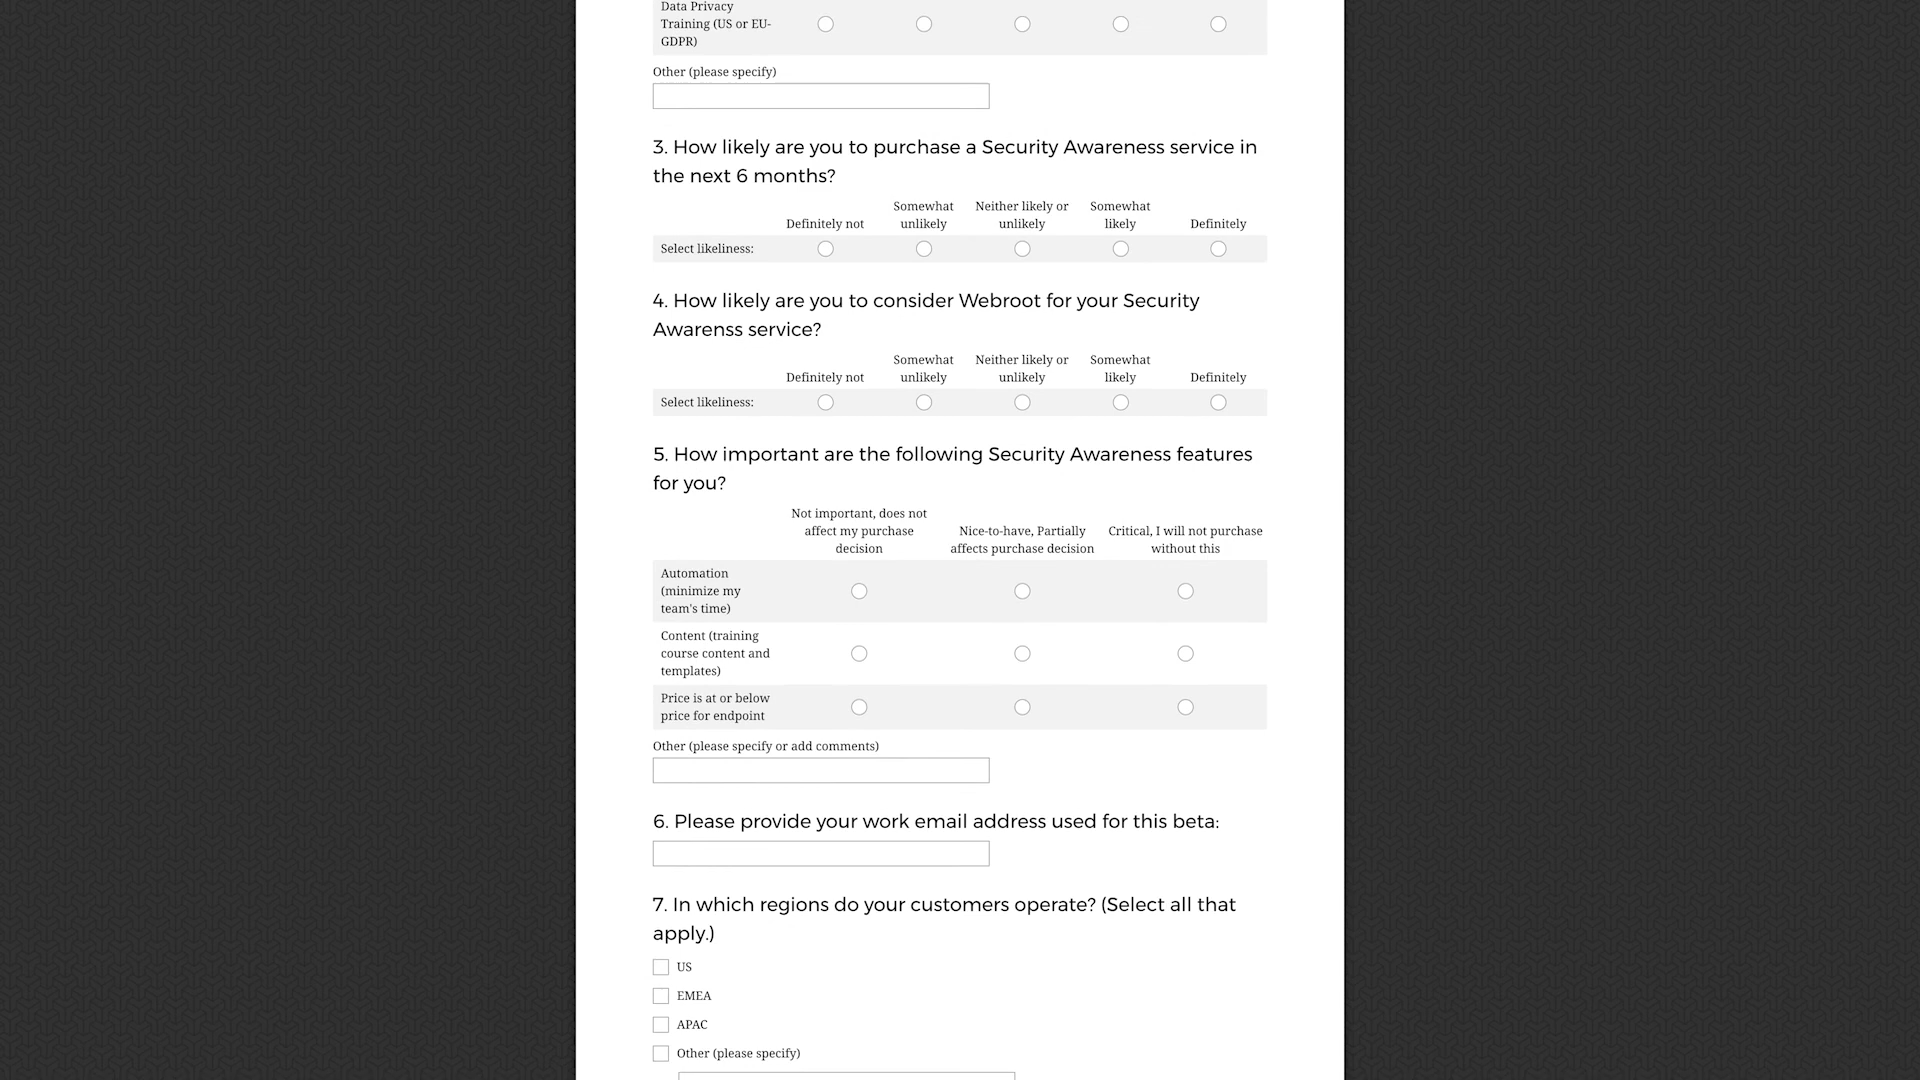 Data Privacy
Training (US or EU-
GDPR)
Other (please specify)
3. How likely are you to purchase a Security Awareness service in
the next 6 months?
Definitely not
Somewhat
unlikely
Neither likely or
unlikely
Somewhat
likely
Definitely
Select likeliness:
4. How likely are you to consider Webroot for your Security
Awarenss service?
Definitely not
Somewhat
unlikely
Neither likely or
unlikely
Somewhat
likely
Definitely
Select likeliness:
5. How important are the following Security Awareness features
for you?
Not important, does not
affect my purchase
decision
Nice-to-have, Partially
affects purchase decision
Critical, I will not purchase
without this
Automation
(minimize my
team's time)
Content (training
course content and
templates)
Price is at or below
price for endpoint
Other (please specify or add comments)
6. Please provide your work email address used for this beta:
7. In which regions do your customers operate? (Select all that
apply.)
US
EMEA
APAC
Other (please specify)